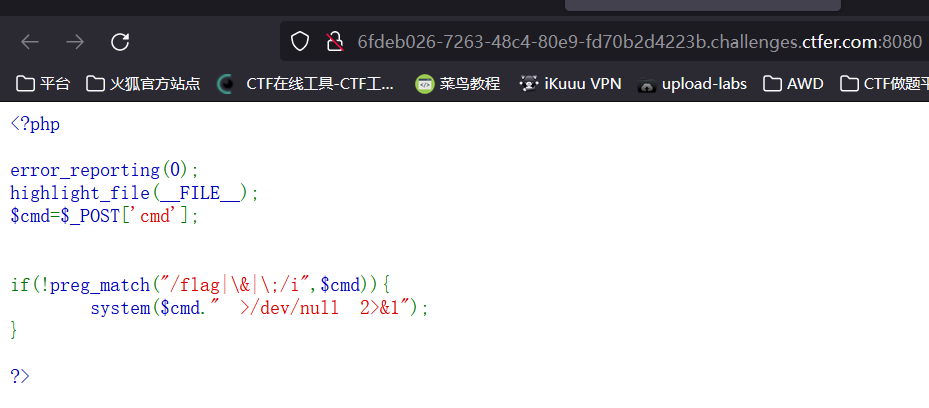 6fdeb026-7263-48c4-80e9-fd70b2d4223b.challenges.ctfer.com:8080
平台 火狐官方站点 CTF在线工具-CTF工... 菜鸟教程 iKuuu VPN upload-labs AWD CTF做题平
<?php
error_reporting(0);
highlight_file(__FILE__);
$cmd=$_POST['cmd'];
if(!preg_match("/flag|\&|\;/i",$cmd)){
system($cmd."  >/dev/null  2>&1");
}
?>